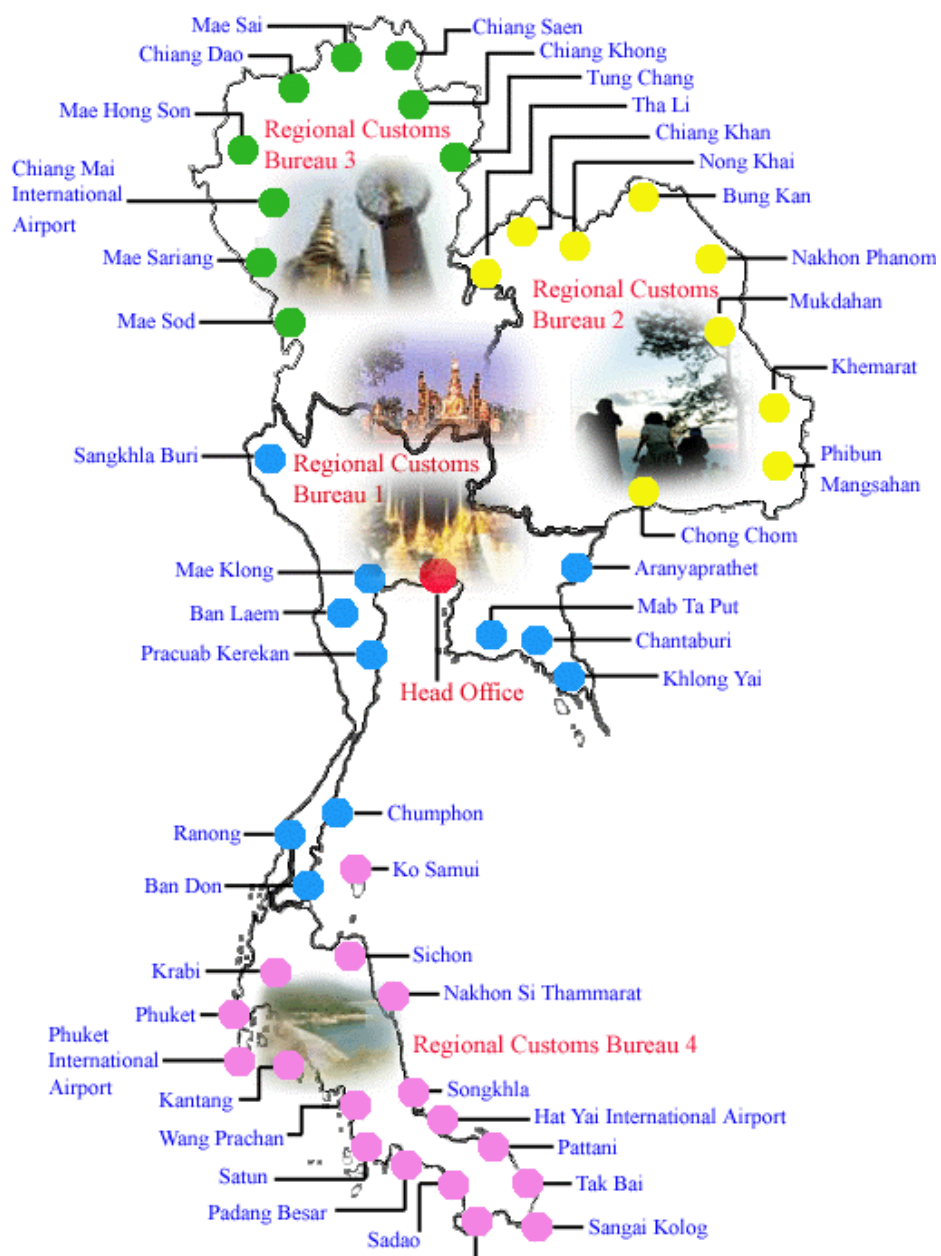 Mae Sai
Chiang Saen
Chiang Dao
Chiang Khong
Tung Chang
Mae Hong Son
Tha Li
Regional Customs
Bureau 3
Chiang Khan
Nong Khai
Chiang Mai
International
Airport
Bung Kan
Mae Sariang
Nakhon Phanom
Regional Customs
Bureau 2
Mukdahan
Mae Sod
Khemarat
Sangkhla Buri
Regional Customs
Bureau 1
Phibun
Mangsahan
Chong Chom
Mae Klong
Aranyaprathet
Ban Laem
Mab Ta Put
Chantaburi
Pracuab Kerekan
Khlong Yai
Head Office
Chumphon
Ranong
Ko Samui
Ban Don
Sichon
Krabi
Nakhon Si Thammarat
Phuket
Phuket
International
Airport
Regional Customs Bureau 4
Kantang
Songkhla
Hat Yai International Airport
Wang Prachan
Pattani
Satun
Tak Bai
Padang Besar
Sangai Kolog
Sadao